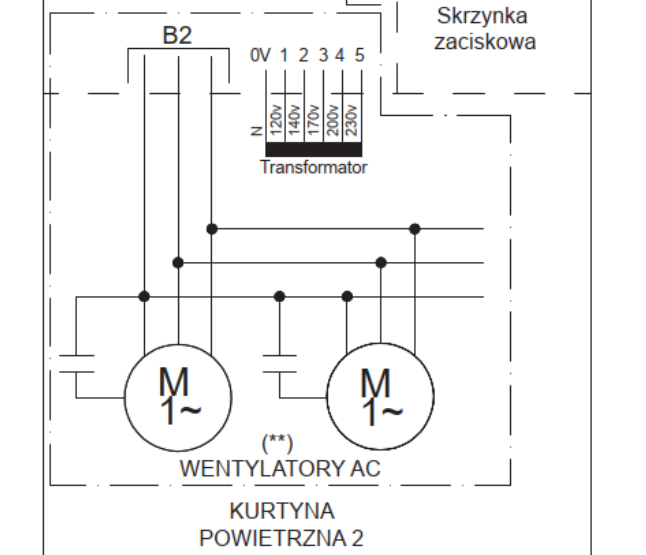 Skrzynka
zaciskowa
B2
0V 1 2 3 4 5
N 120v 140v 170v 200v 230v
Transformator
M
1~
M
1~
(**)
WENTYLATORY AC
KURTYNA
POWIETRZNA 2